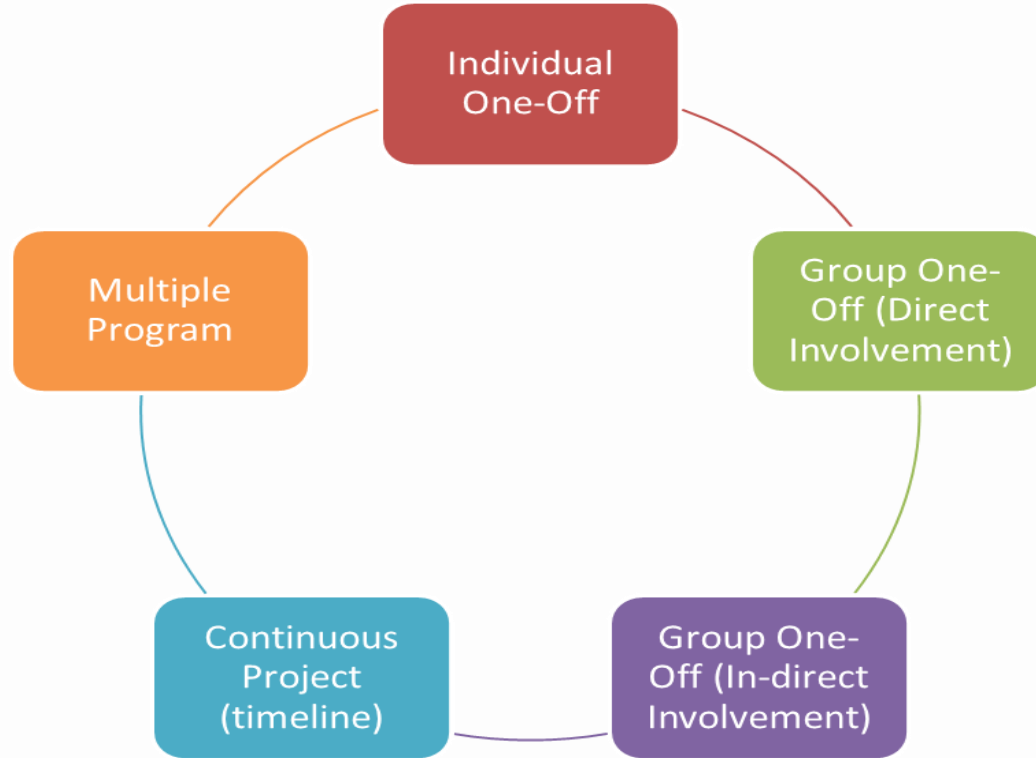 Individual
One-Off
Group One-
Off (Direct
Involvement)
Group One-
Off (In-direct
Involvement)
Continuous
Project
(timeline)
Multiple
Program